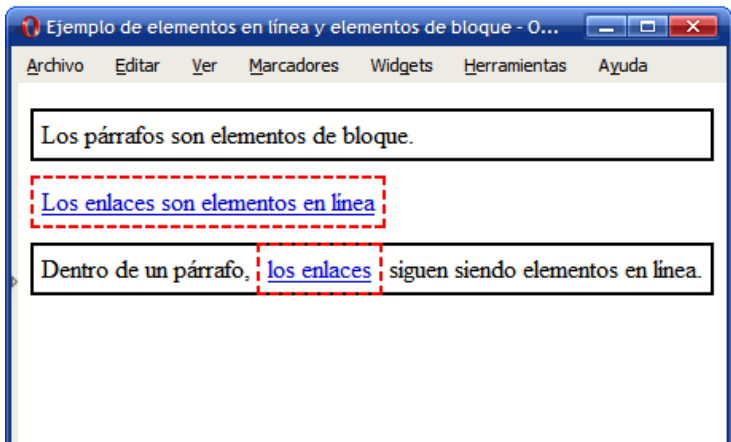 Ejemplo de elementos en línea y elementos de bloque - O...
Archivo Editar Ver Marcadores Widgets Herramientas Ayuda
Los párrafos son elementos de bloque.
Los enlaces son elementos en línea
Dentro de un párrafo, los enlaces siguen siendo elementos en línea.